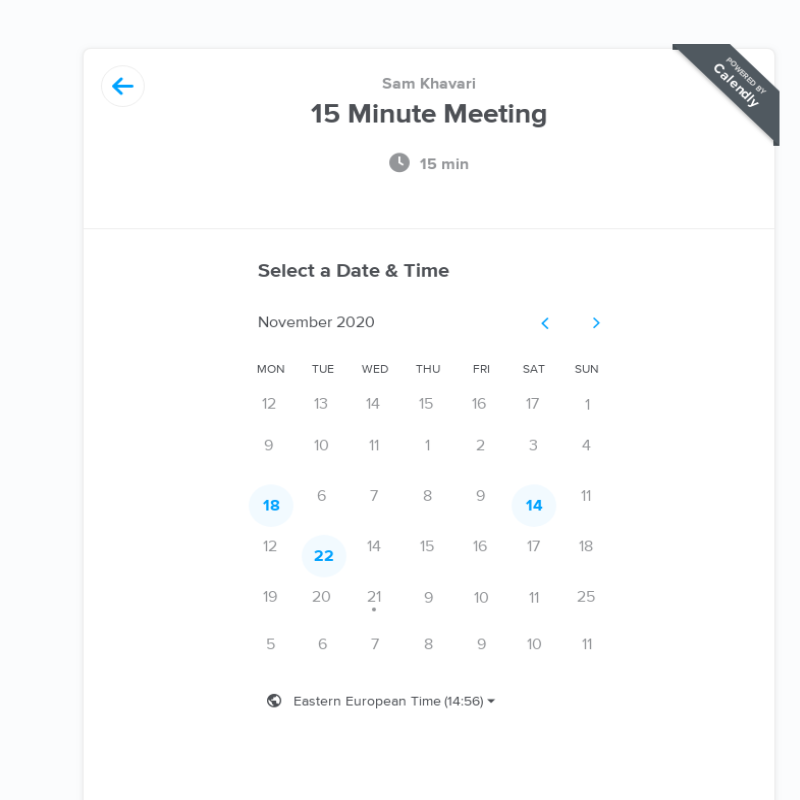 POWERED BY
Calendly
Sam Khavari
15 Minute Meeting
15 min
Select a Date & Time
November 2020
MON TUE WED THU FRI SAT SUN
12 13 14 15 16 17 1
9 10 11 1 2 3 4
18 6 7 8 9 14 11
12 22 14 15 16 17 18
19 20 21 9 10 11 25
5 6 7 8 9 10 11
Eastern European Time (14:56)